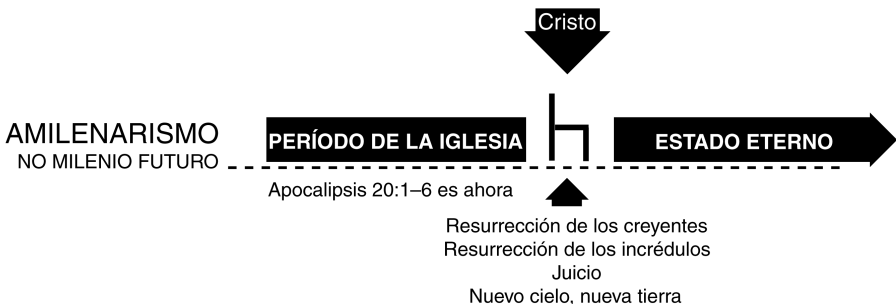 Cristo
AMILENARISMO
NO MILENIO FUTURO
PERÍODO DE LA IGLESIA
ESTADO ETERNO
Apocalipsis 20:1–6 es ahora
Resurrección de los creyentes
Resurrección de los incrédulos
Juicio
Nuevo cielo, nueva tierra